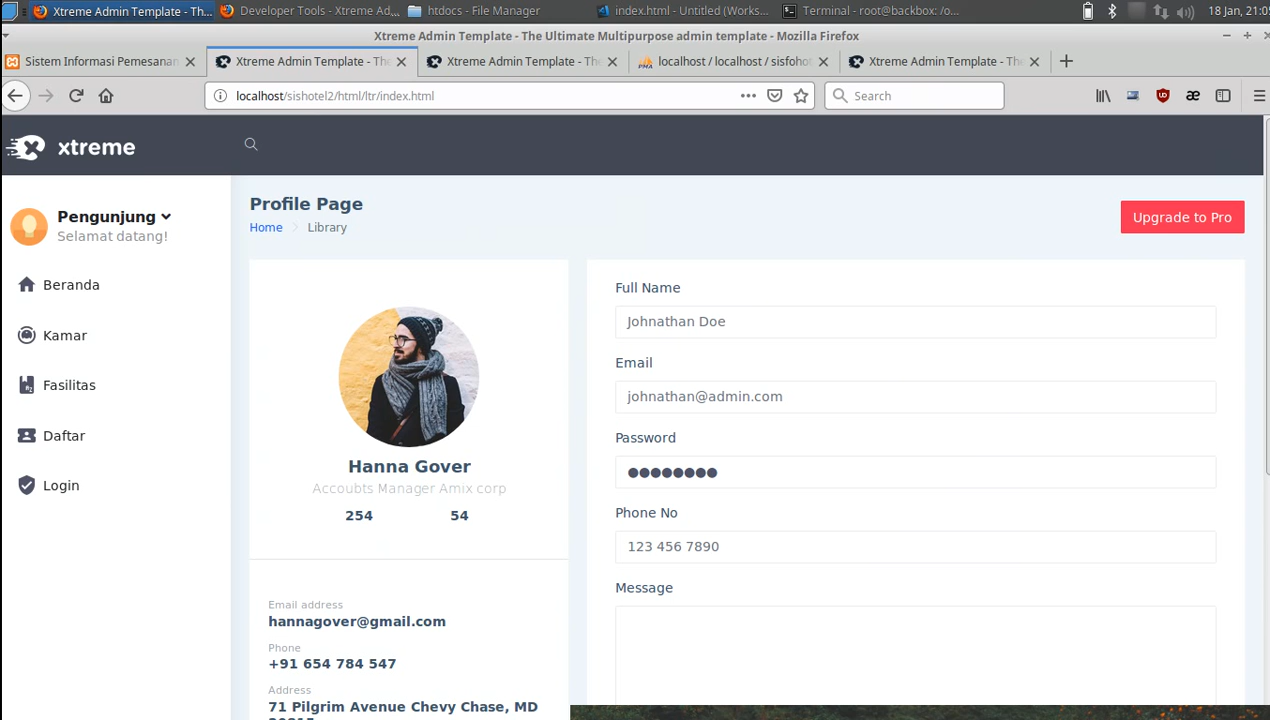 Xtreme Admin Template - Th...
Developer Tools - Xtreme Ad...
htdocs - File Manager
index.html - Untitled (Works...
Terminal - root@backbox: /o...
18 Jan, 21:0
Xtreme Admin Template - The Ultimate Multipurpose admin template - Mozilla Firefox
Sistem Informasi Pemesanan
Xtreme Admin Template - The
Xtreme Admin Template - The
localhost / localhost / sisfoho
Xtreme Admin Template - The
localhost/sishotel2/html/ltr/index.html
Search
xtreme
Pengunjung
Selamat datang!
Beranda
Kamar
Fasilitas
Daftar
Login
Profile Page
Home
Library
Upgrade to Pro
Hanna Gover
Accoubts Manager Amix corp
254
54
Email address
hannagover@gmail.com
Phone
+91 654 784 547
Address
71 Pilgrim Avenue Chevy Chase, MD
Full Name
Johnathan Doe
Email
johnathan@admin.com
Password
●●●●●●●●
Phone No
123 456 7890
Message